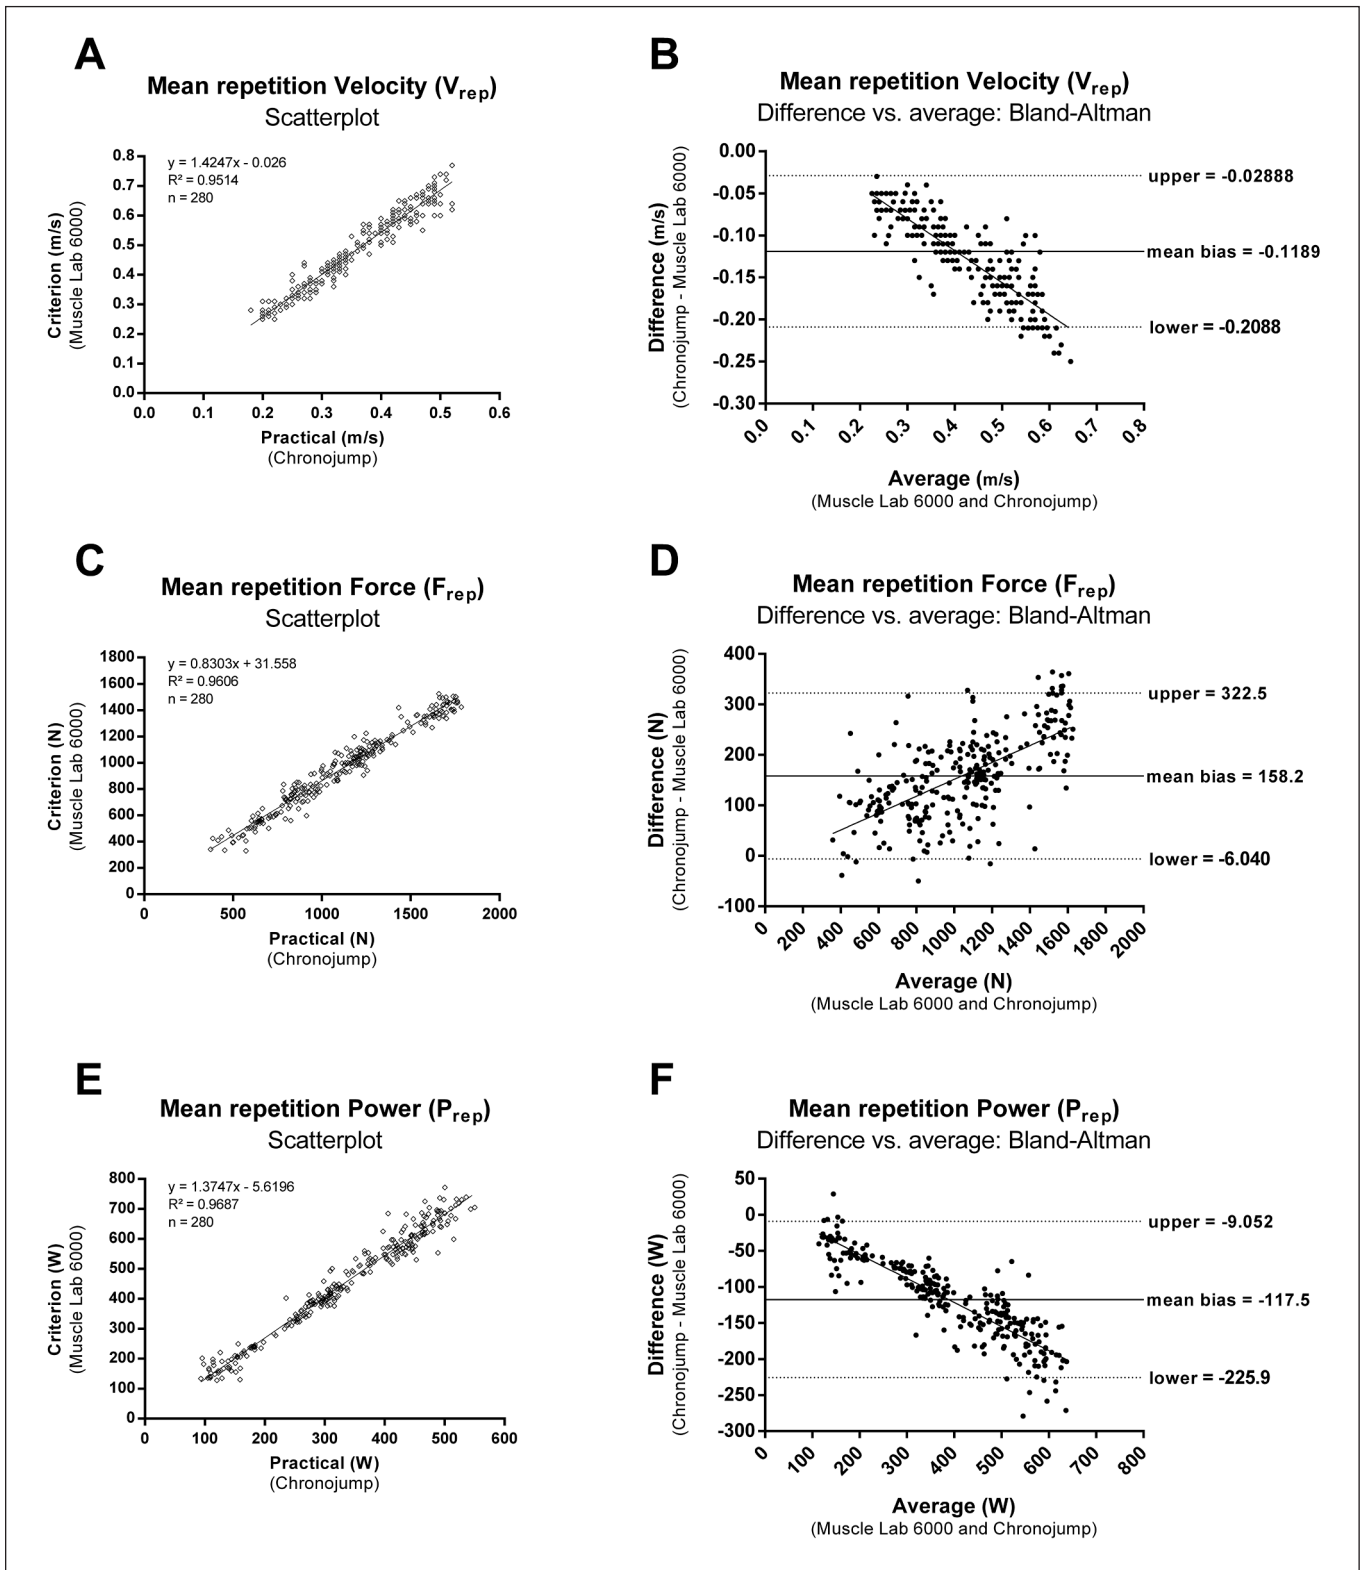 A
Mean repetition Velocity (Vrep)
Scatterplot
y = 1.4247x - 0.026
R² = 0.9514
n = 280
Criterion (m/s)
(Muscle Lab 6000)
0.8
0.7
0.6
0.5
0.4
0.3
0.2
0.1
0.0
0.0 0.1 0.2 0.3 0.4 0.5 0.6
Practical (m/s)
(Chronojump)
B
Mean repetition Velocity (Vrep)
Difference vs. average: Bland-Altman
Difference (m/s)
(Chronojump - Muscle Lab 6000)
0.00
-0.05
-0.10
-0.15
-0.20
-0.25
-0.30
upper = -0.02888
mean bias = -0.1189
lower = -0.2088
0.0 0.1 0.2 0.3 0.4 0.5 0.6 0.7 0.8
Average (m/s)
(Muscle Lab 6000 and Chronojump)
C
Mean repetition Force (Frep)
Scatterplot
y = 0.8303x + 31.558
R² = 0.9606
n = 280
Criterion (N)
(Muscle Lab 6000)
1800
1600
1400
1200
1000
800
600
400
200
0
0 500 1000 1500 2000
Practical (N)
(Chronojump)
D
Mean repetition Force (Frep)
Difference vs. average: Bland-Altman
Difference (N)
(Chronojump - Muscle Lab 6000)
400
300
200
100
0
-100
upper = 322.5
mean bias = 158.2
lower = -6.040
0 200 400 600 800 1000 1200 1400 1600 1800 2000
Average (N)
(Muscle Lab 6000 and Chronojump)
E
Mean repetition Power (Prep)
Scatterplot
y = 1.3747x - 5.6196
R² = 0.9687
n = 280
Criterion (W)
(Muscle Lab 6000)
800
700
600
500
400
300
200
100
0
0 100 200 300 400 500 600
Practical (W)
(Chronojump)
F
Mean repetition Power (Prep)
Difference vs. average: Bland-Altman
Difference (W)
(Chronojump - Muscle Lab 6000)
50
0
-50
-100
-150
-200
-250
-300
upper = -9.052
mean bias = -117.5
lower = -225.9
0 100 200 300 400 500 600 700 800
Average (W)
(Muscle Lab 6000 and Chronojump)